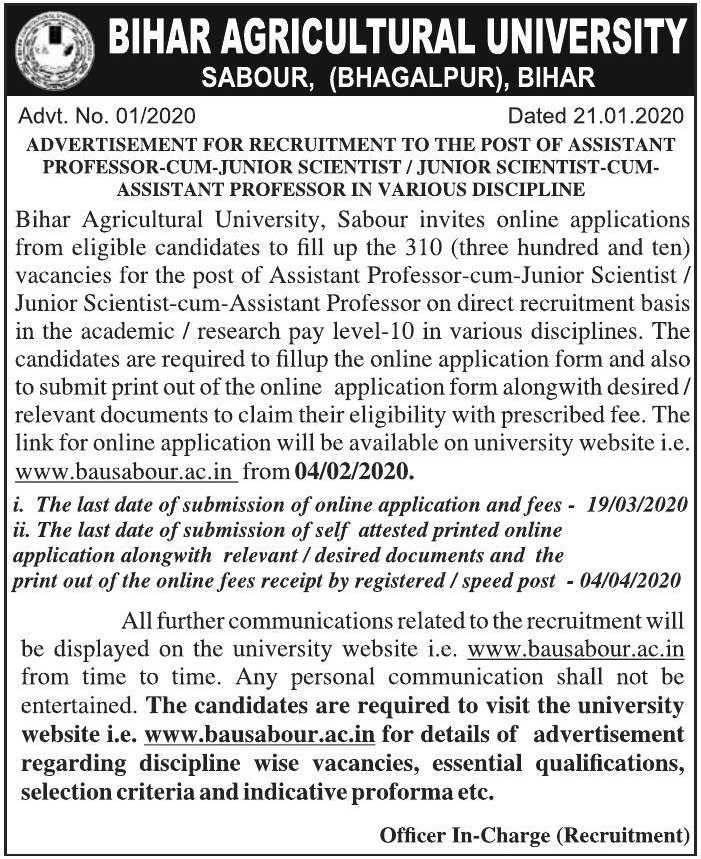 BIHAR AGRICULTURAL UNIVERSITY
SABOUR, (BHAGALPUR), BIHAR
Advt. No. 01/2020 Dated 21.01.2020
ADVERTISEMENT FOR RECRUITMENT TO THE POST OF ASSISTANT
PROFESSOR-CUM-JUNIOR SCIENTIST / JUNIOR SCIENTIST-CUM-
ASSISTANT PROFESSOR IN VARIOUS DISCIPLINE
Bihar Agricultural University, Sabour invites online applications
from eligible candidates to fill up the 310 (three hundred and ten)
vacancies for the post of Assistant Professor-cum-Junior Scientist /
Junior Scientist-cum-Assistant Professor on direct recruitment basis
in the academic / research pay level-10 in various disciplines. The
candidates are required to fillup the online application form and also
to submit print out of the online application form alongwith desired /
relevant documents to claim their eligibility with prescribed fee. The
link for online application will be available on university website i.e.
www.bausabour.ac.in from 04/02/2020.
i. The last date of submission of online application and fees - 19/03/2020
ii. The last date of submission of self attested printed online
application alongwith relevant / desired documents and the
print out of the online fees receipt by registered / speed post - 04/04/2020
All further communications related to the recruitment will
be displayed on the university website i.e. www.bausabour.ac.in
from time to time. Any personal communication shall not be
entertained. The candidates are required to visit the university
website i.e. www.bausabour.ac.in for details of advertisement
regarding discipline wise vacancies, essential qualifications,
selection criteria and indicative proforma etc.
Officer In-Charge (Recruitment)